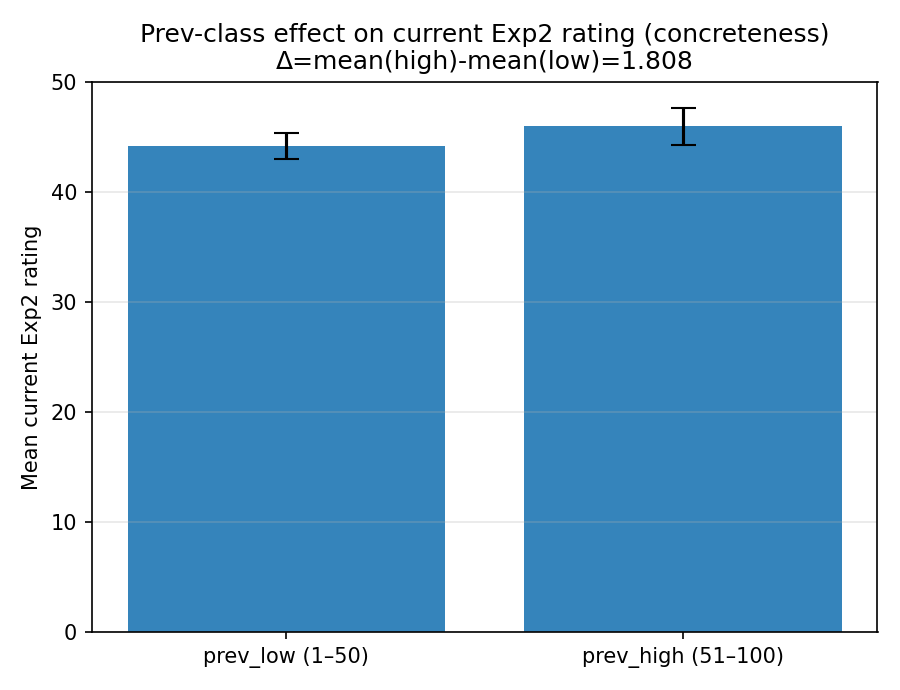 Prev-class effect on current Exp2 rating (concreteness)
Δ=mean(high)-mean(low)=1.808
Mean current Exp2 rating
50
40
30
20
10
0
prev_low (1–50)
prev_high (51–100)